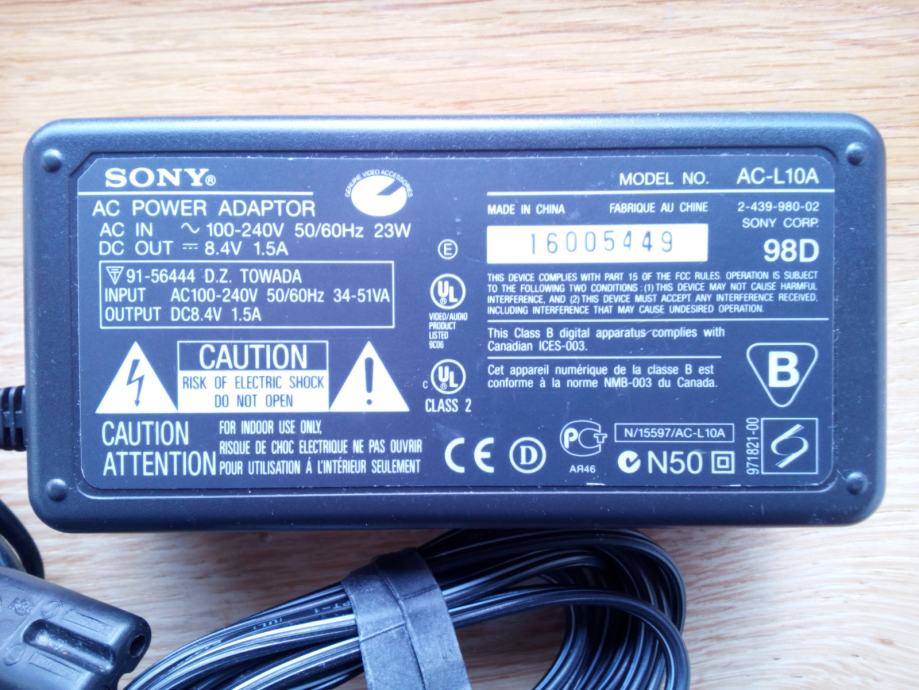 SONY®
GENUINE VIDEO ACCESSORIES
AC POWER ADAPTOR
AC IN ~ 100-240V 50/60Hz 23W
DC OUT ⎓ 8.4V 1.5A
91-56444 D.Z. TOWADA
INPUT AC100-240V 50/60Hz 34-51VA
OUTPUT DC8.4V 1.5A
CAUTION
RISK OF ELECTRIC SHOCK
DO NOT OPEN
CAUTION
ATTENTION
FOR INDOOR USE ONLY,
RISQUE DE CHOC ELECTRIQUE NE PAS OUVRIR
POUR UTILISATION Á L'INTÉRIEUR SEULEMENT
E
UL
VIDEO/AUDIO
PRODUCT
LISTED
9C06
c UL
CLASS 2
MODEL NO. AC-L10A
MADE IN CHINA FABRIQUE AU CHINE
2-439-980-02
SONY CORP.
16005449
98D
THIS DEVICE COMPLIES WITH PART 15 OF THE FCC RULES. OPERATION IS SUBJECT
TO THE FOLLOWING TWO CONDITIONS : (1) THIS DEVICE MAY NOT CAUSE HARMFUL
INTERFERENCE, AND (2) THIS DEVICE MUST ACCEPT ANY INTERFERENCE RECEIVED,
INCLUDING INTERFERENCE THAT MAY CAUSE UNDESIRED OPERATION.
This Class B digital apparatus complies with
Canadian ICES-003.
Cet appareil numérique de la classe B est
conforme à la norme NMB-003 du Canada.
B
CE
D
PCT
AR46
N/15597/AC-L10A
N50
971821-00
S